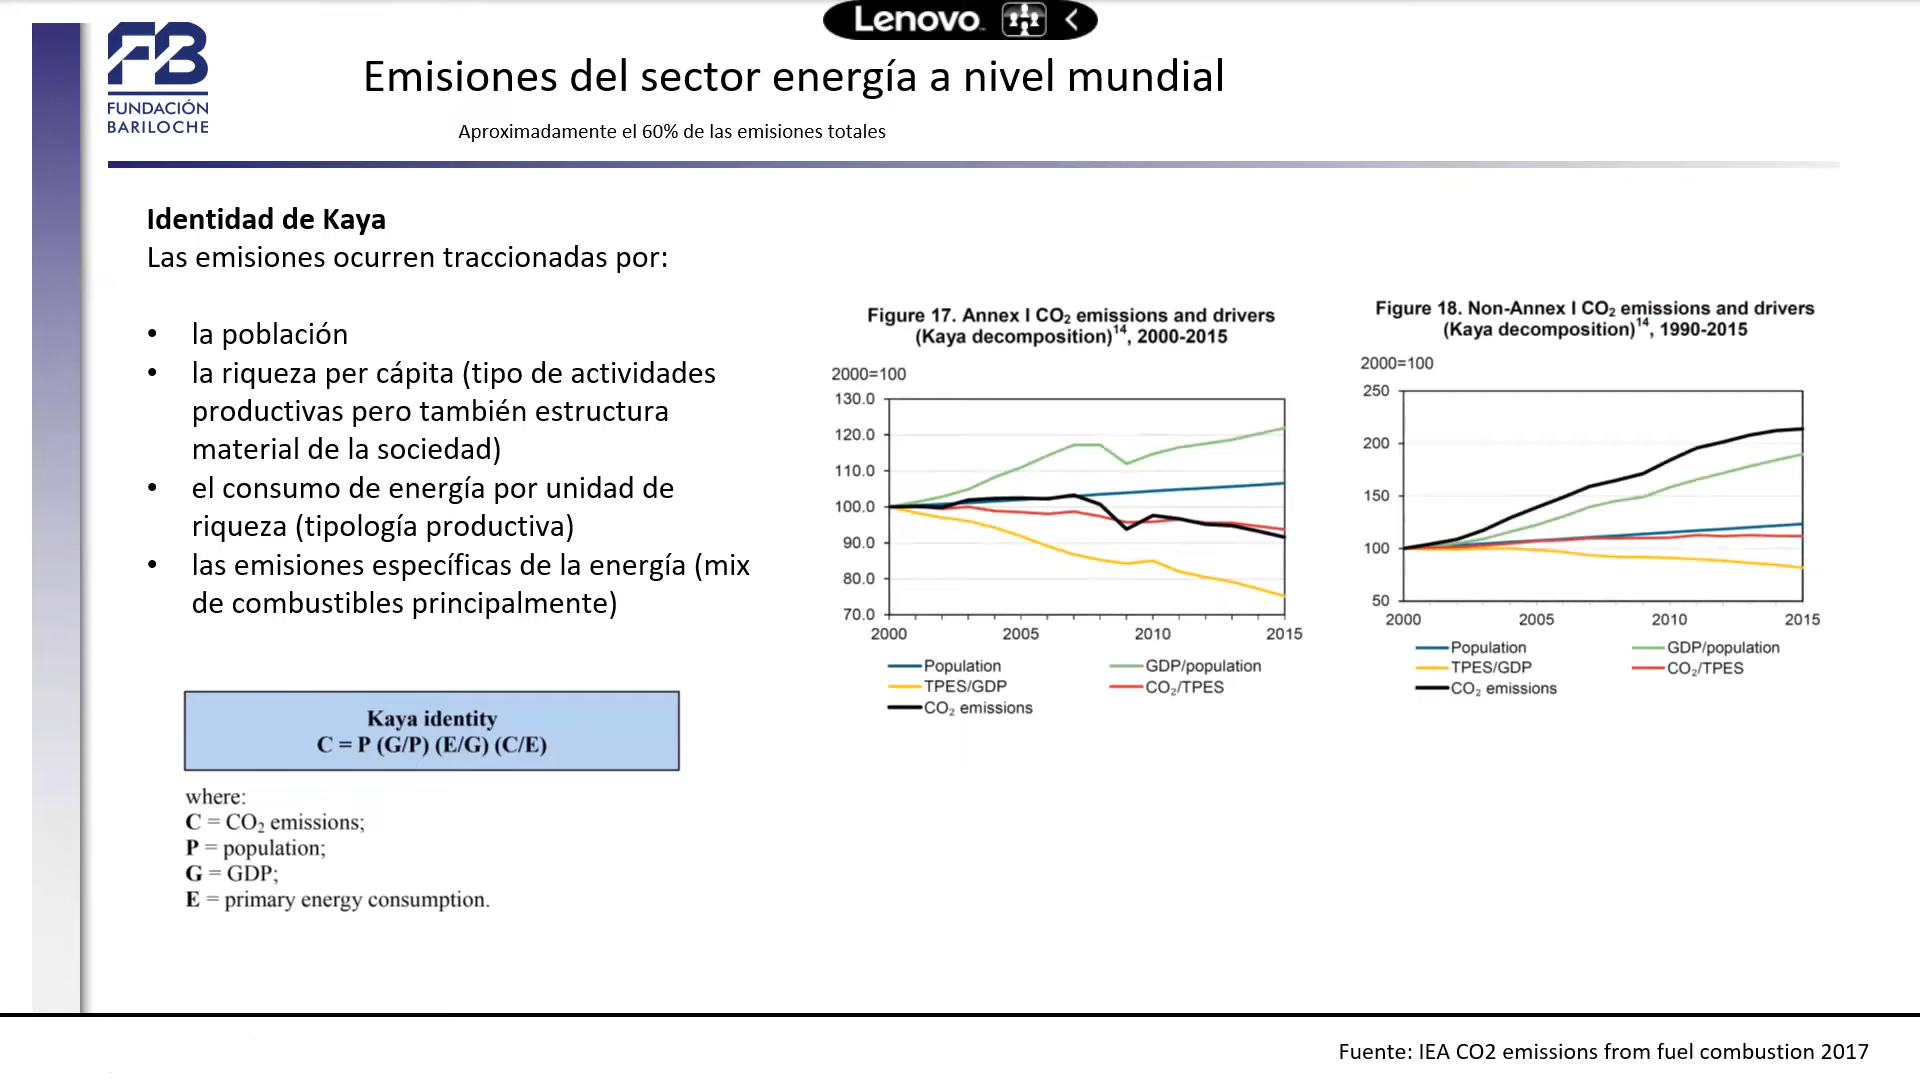 Lenovo
FB
FUNDACIÓN
BARILOCHE
Emisiones del sector energía a nivel mundial
Aproximadamente el 60% de las emisiones totales
Identidad de Kaya
Las emisiones ocurren traccionadas por:
• la población
• la riqueza per cápita (tipo de actividades
productivas pero también estructura
material de la sociedad)
• el consumo de energía por unidad de
riqueza (tipología productiva)
• las emisiones específicas de la energía (mix
de combustibles principalmente)
Kaya identity
C = P (G/P) (E/G) (C/E)
where:
C = CO₂ emissions;
P = population;
G = GDP;
E = primary energy consumption.
Figure 17. Annex I CO₂ emissions and drivers
(Kaya decomposition)¹⁴, 2000-2015
2000=100
130.0
120.0
110.0
100.0
90.0
80.0
70.0
2000 2005 2010 2015
Population GDP/population
TPES/GDP CO₂/TPES
CO₂ emissions
Figure 18. Non-Annex I CO₂ emissions and drivers
(Kaya decomposition)¹⁴, 1990-2015
2000=100
250
200
150
100
50
2000 2005 2010 2015
Population GDP/population
TPES/GDP CO₂/TPES
CO₂ emissions
Fuente: IEA CO2 emissions from fuel combustion 2017